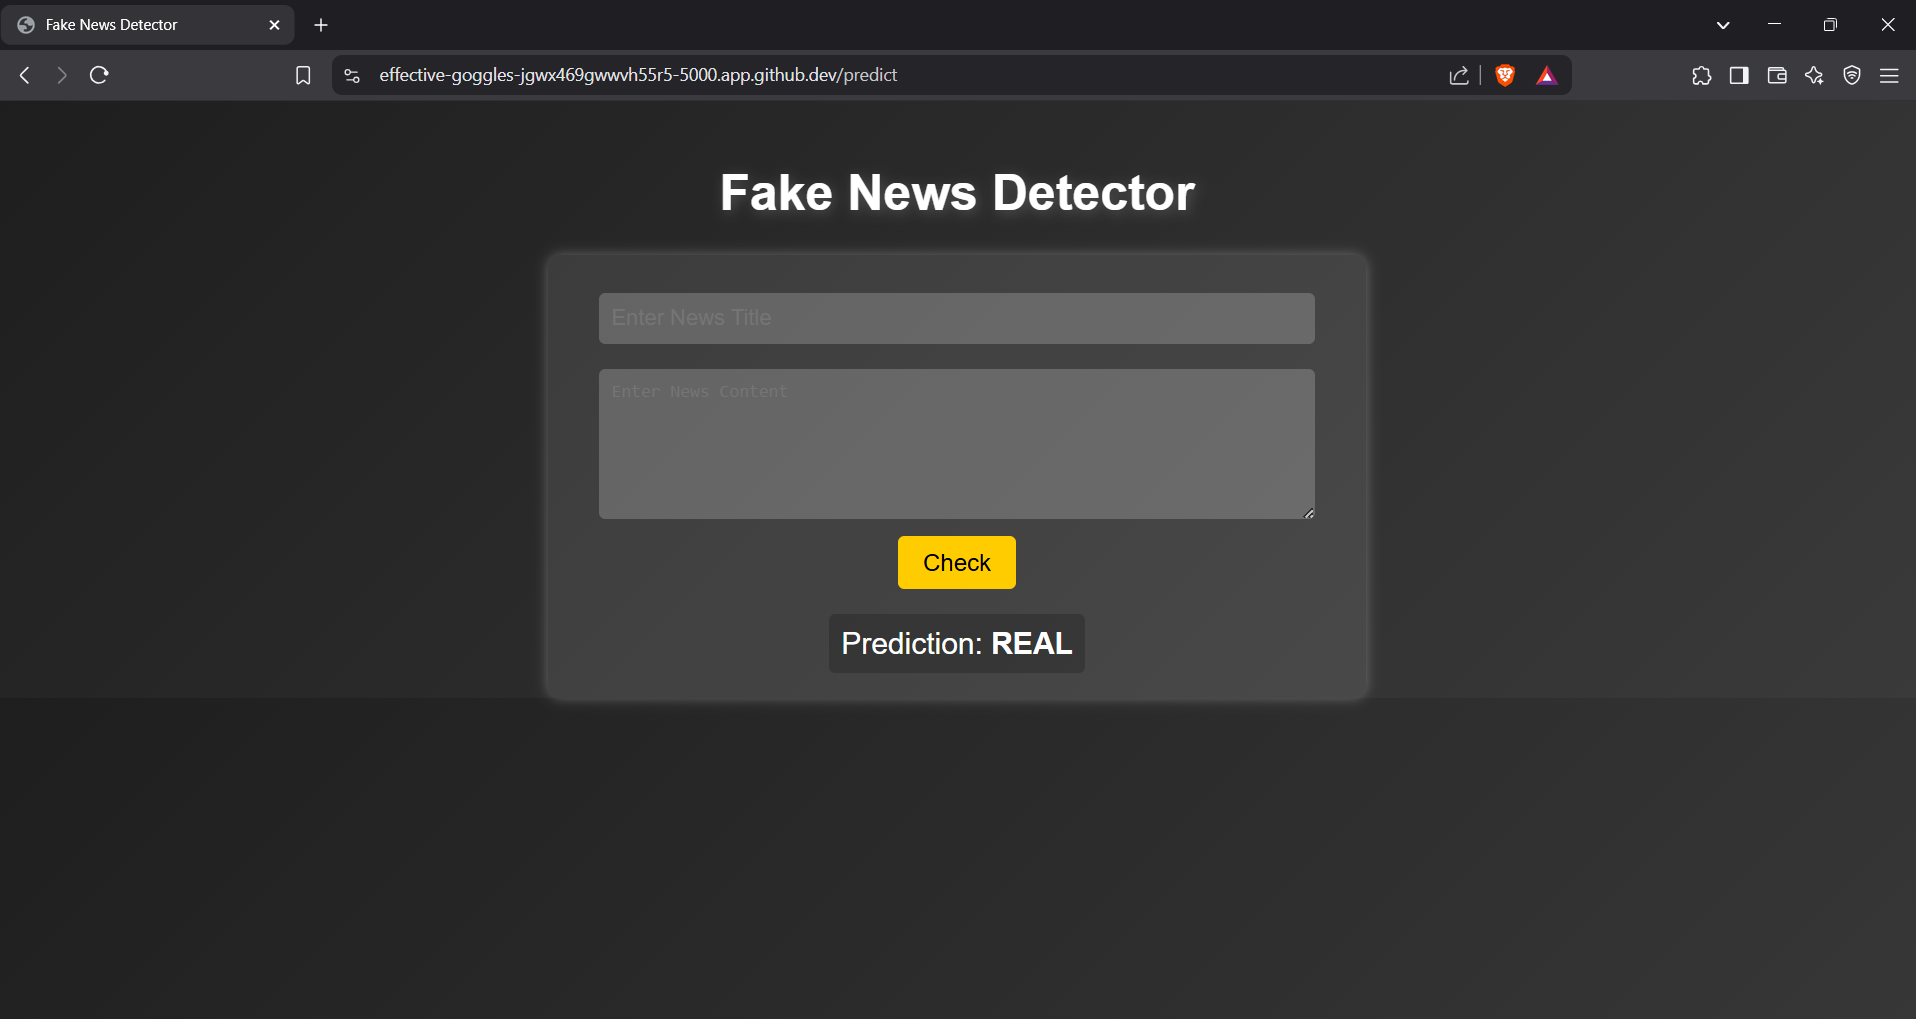 Fake News Detector
effective-goggles-jgwx469gwwvh55r5-5000.app.github.dev/predict
Fake News Detector
Enter News Title
Enter News Content
Check
Prediction: REAL